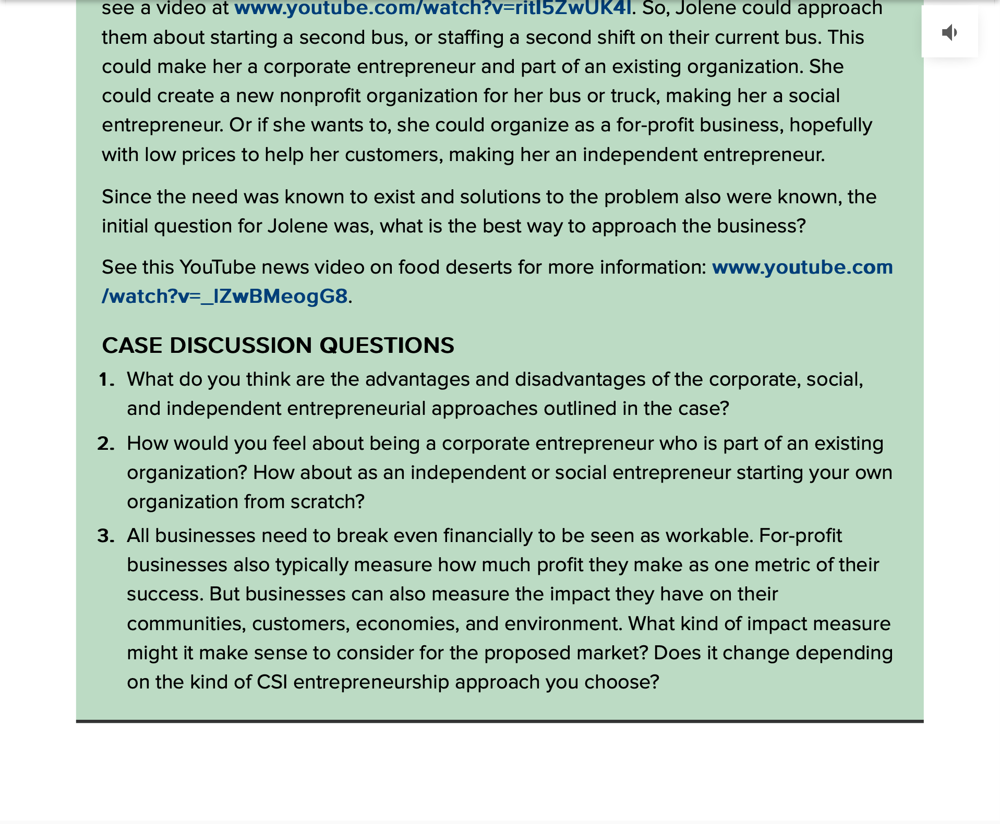 see a video at www.youtube.com/watch?v=ritI5ZwUK4I. So, Jolene could approach
them about starting a second bus, or staffing a second shift on their current bus. This
could make her a corporate entrepreneur and part of an existing organization. She
could create a new nonprofit organization for her bus or truck, making her a social
entrepreneur. Or if she wants to, she could organize as a for-profit business, hopefully
with low prices to help her customers, making her an independent entrepreneur.
Since the need was known to exist and solutions to the problem also were known, the
initial question for Jolene was, what is the best way to approach the business?
See this YouTube news video on food deserts for more information: www.youtube.com
/watch?v=_IZwBMeogG8.
CASE DISCUSSION QUESTIONS
1. What do you think are the advantages and disadvantages of the corporate, social,
and independent entrepreneurial approaches outlined in the case?
2. How would you feel about being a corporate entrepreneur who is part of an existing
organization? How about as an independent or social entrepreneur starting your own
organization from scratch?
3. All businesses need to break even financially to be seen as workable. For-profit
businesses also typically measure how much profit they make as one metric of their
success. But businesses can also measure the impact they have on their
communities, customers, economies, and environment. What kind of impact measure
might it make sense to consider for the proposed market? Does it change depending
on the kind of CSI entrepreneurship approach you choose?